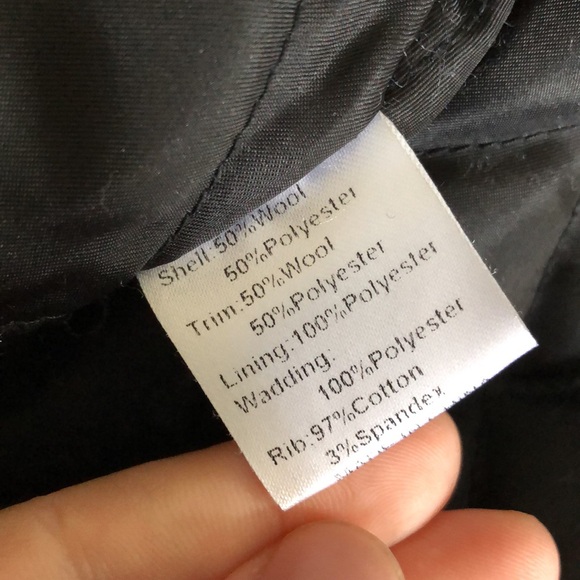 Shell:50%Wool
50%Polyester
Trim:50%Wool
50%Polyester
Lining:100%Polyester
Wadding:
100%Polyester
Rib:97%Cotton
3%Spandex